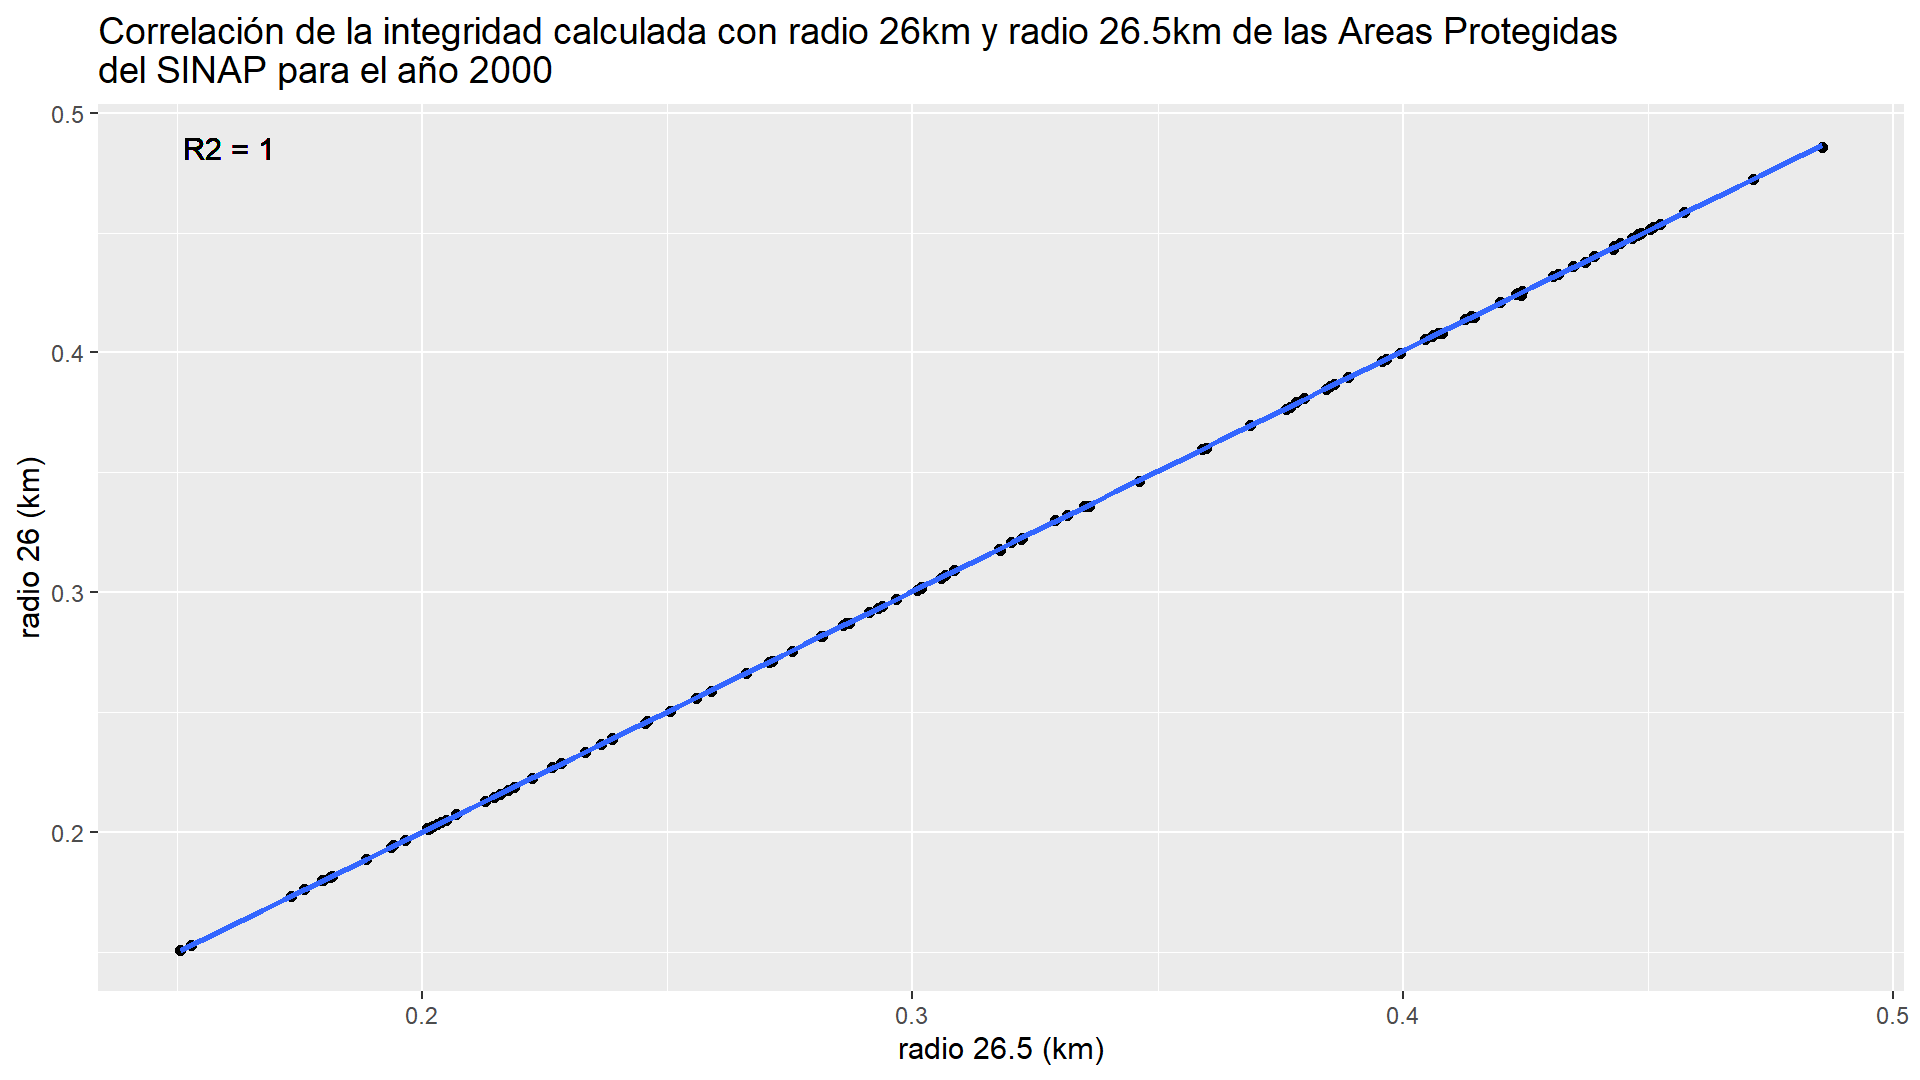 Correlación de la integridad calculada con radio 26km y radio 26.5km de las Areas Protegidas
del SINAP para el año 2000
0.5
R2 = 1
0.4
0.3
0.2
radio 26 (km)
0.2 0.3 0.4 0.5
radio 26.5 (km)